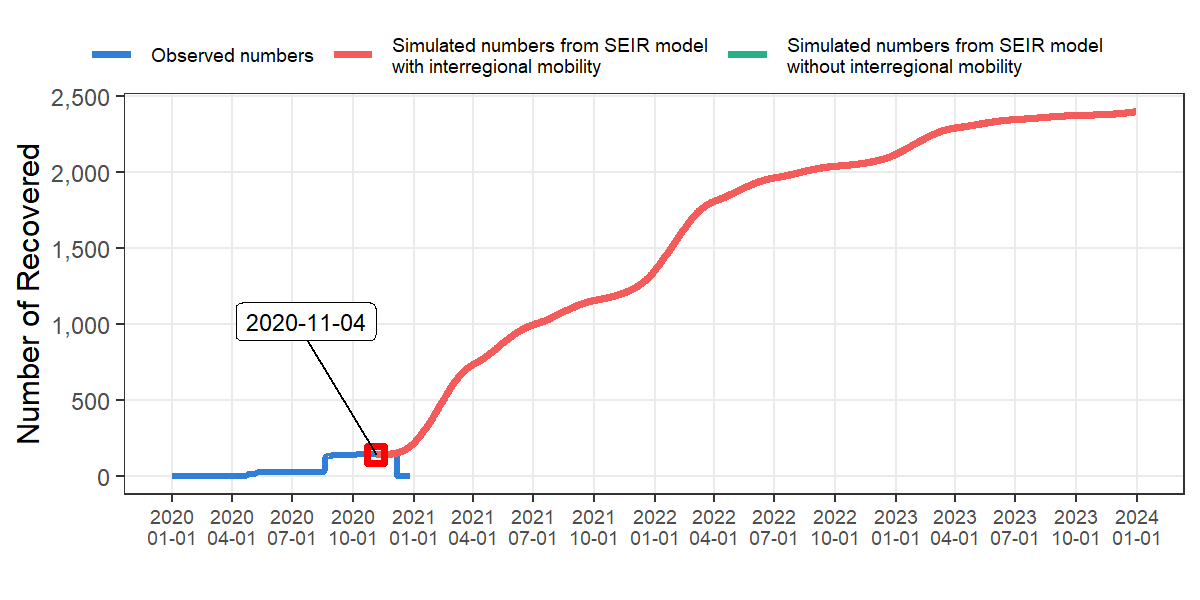 Observed numbers
Simulated numbers from SEIR model
with interregional mobility
Simulated numbers from SEIR model
without interregional mobility
Number of Recovered
2,500
2,000
1,500
1,000
500
0
2020-11-04
2020 2020 2020 2020 2021 2021 2021 2021 2022 2022 2022 2022 2023 2023 2023 2023 2024
01-01 04-01 07-01 10-01 01-01 04-01 07-01 10-01 01-01 04-01 07-01 10-01 01-01 04-01 07-01 10-01 01-01